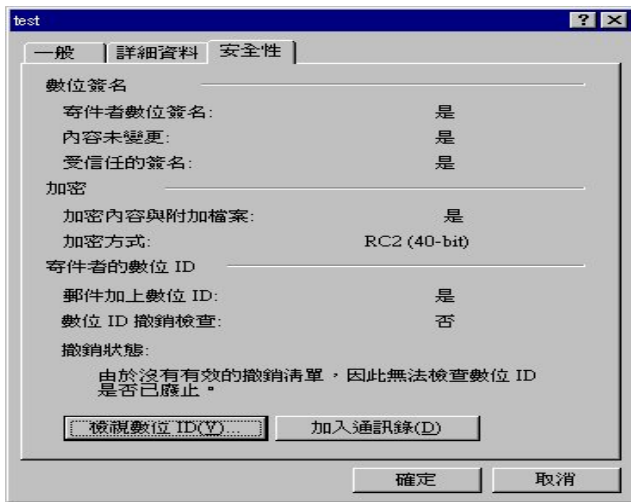 test
一般 詳細資料 安全性
數位簽名
寄件者數位簽名: 是
內容未變更: 是
受信任的簽名: 是
加密
加密內容與附加檔案: 是
加密方式: RC2 (40-bit)
寄件者的數位 ID
郵件加上數位 ID: 是
數位 ID 撤銷檢查: 否
撤銷狀態:
由於沒有有效的撤銷清單，因此無法檢查數位 ID
是否已廢止。
檢視數位 ID(V)... 加入通訊錄(D)
確定 取消